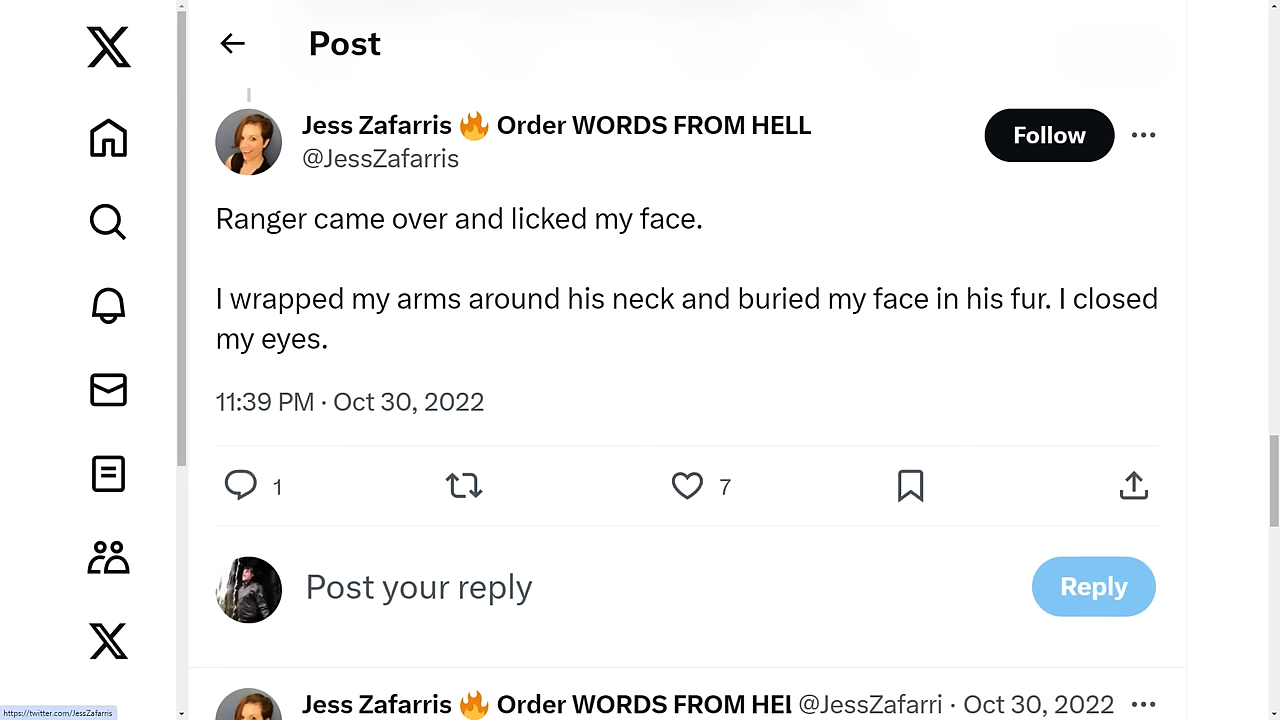 Post
Jess Zafarris 🔥 Order WORDS FROM HELL
@JessZafarris
Follow
Ranger came over and licked my face.
I wrapped my arms around his neck and buried my face in his fur. I closed
my eyes.
11:39 PM · Oct 30, 2022
1
7
Post your reply
Reply
Jess Zafarris 🔥 Order WORDS FROM HEL @JessZafarri · Oct 30, 2022
https://twitter.com/JessZafarris